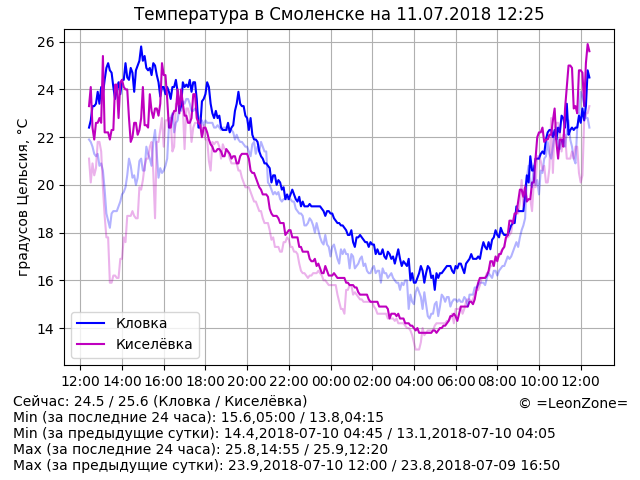 Температура в Смоленске на 11.07.2018 12:25
градусов Цельсия, °C
26
24
22
20
18
16
14
Кловка
Киселёвка
12:00 14:00 16:00 18:00 20:00 22:00 00:00 02:00 04:00 06:00 08:00 10:00 12:00
Сейчас: 24.5 / 25.6 (Кловка / Киселёвка)
© =LeonZone=
Min (за последние 24 часа): 15.6,05:00 / 13.8,04:15
Min (за предыдущие сутки): 14.4,2018-07-10 04:45 / 13.1,2018-07-10 04:05
Max (за последние 24 часа): 25.8,14:55 / 25.9,12:20
Max (за предыдущие сутки): 23.9,2018-07-10 12:00 / 23.8,2018-07-09 16:50